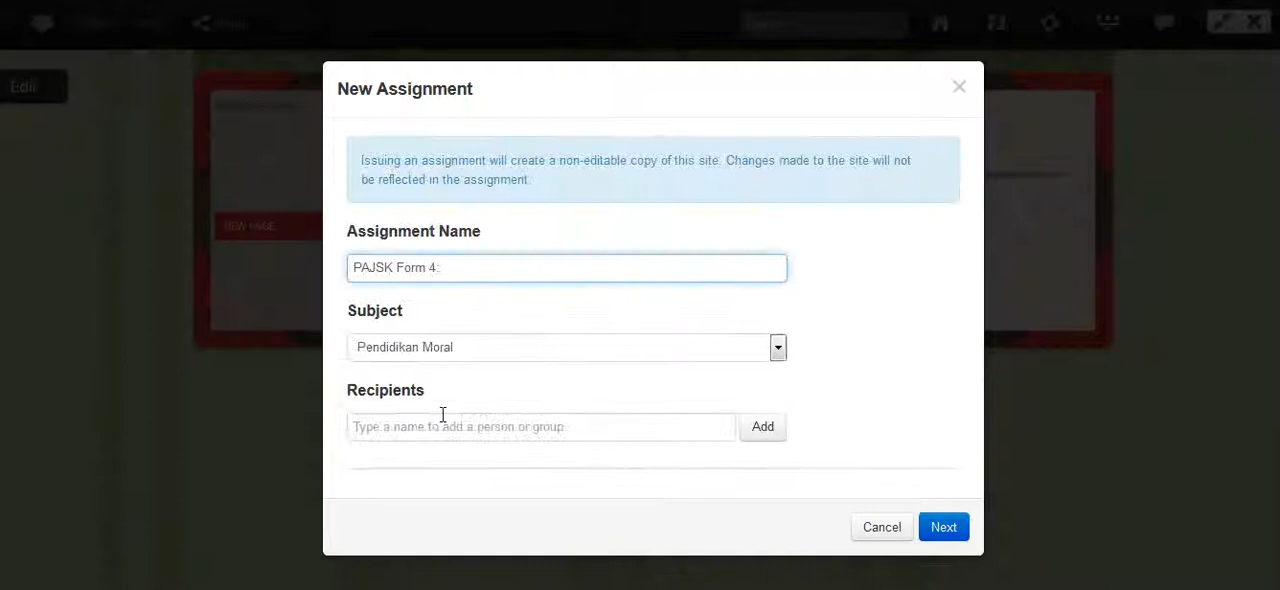 Edit
New Assignment
Issuing an assignment will create a non-editable copy of this site. Changes made to the site will not
be reflected in the assignment.
Assignment Name
PAJSK Form 4:
Subject
Pendidikan Moral
Recipients
Type a name to add a person or group
Add
NEW PAGE
Cancel
Next